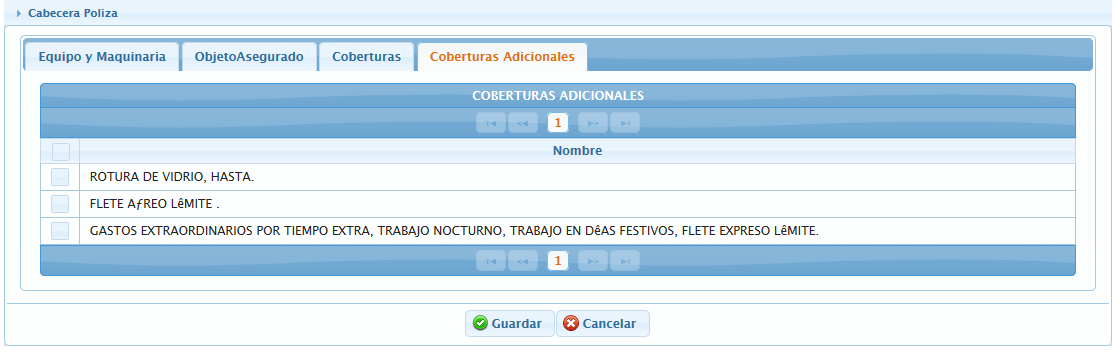 Cabecera Poliza
Equipo y Maquinaria ObjetoAsegurado Coberturas Coberturas Adicionales
COBERTURAS ADICIONALES
1
Nombre
ROTURA DE VIDRIO, HASTA.
FLETE AƒREO LêMITE .
GASTOS EXTRAORDINARIOS POR TIEMPO EXTRA, TRABAJO NOCTURNO, TRABAJO EN DêAS FESTIVOS, FLETE EXPRESO LêMITE.
1
Guardar Cancelar